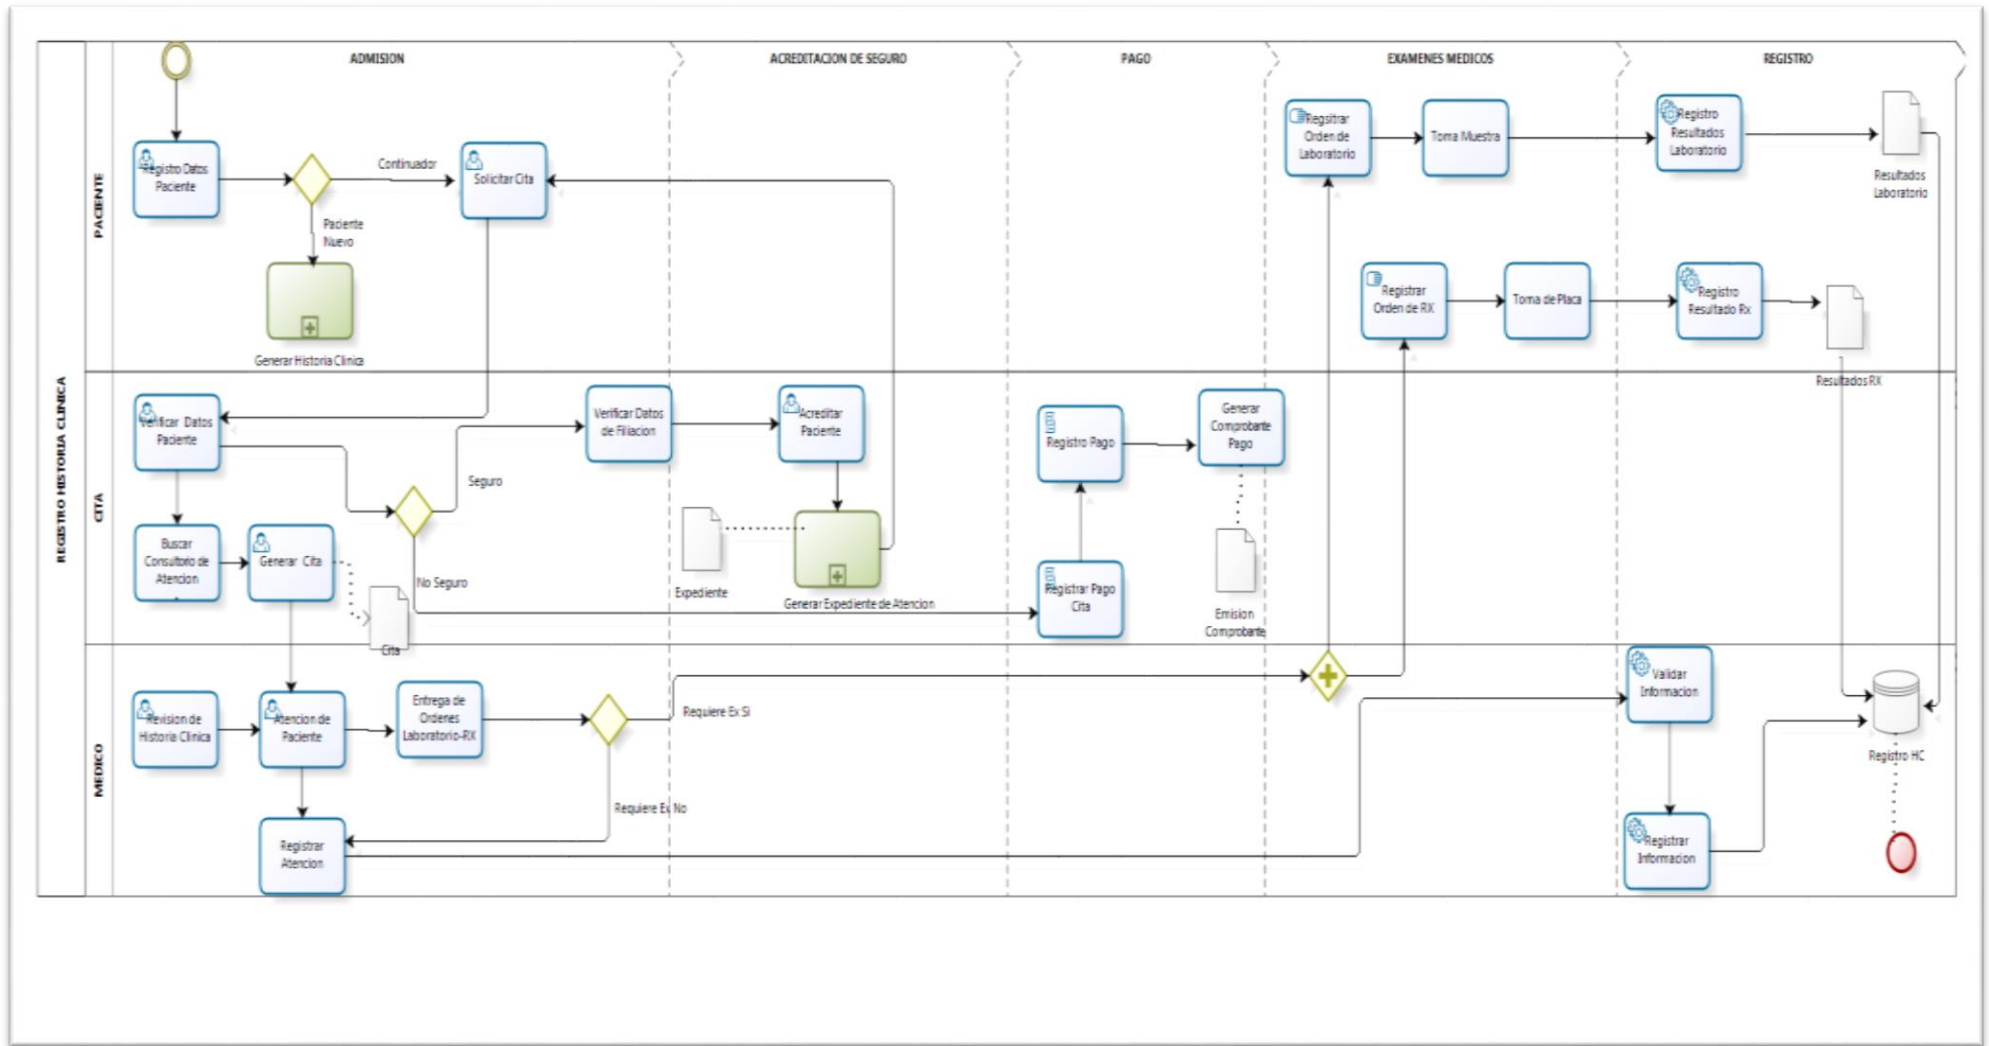 ADMISION
ACREDITACION DE SEGURO
PAGO
EXAMENES MEDICOS
REGISTRO
REGISTRO HISTORIA CLINICA
PACIENTE
Registro Datos
Paciente
Continuador
Paciente
Nuevo
Solicitar Cita
Generar Historia Clinica
Regsitrar
Orden de
Laboratorio
Toma Muestra
Registro
Resultados
Laboratorio
Resultados
Laboratorio
Registrar
Orden de RX
Toma de Placa
Registro
Resultado Rx
Resultados RX
CITA
Verificar Datos
Paciente
Seguro
No Seguro
Verificar Datos
de Filiacion
Acreditar
Paciente
Buscar
Consultorio de
Atencion
Generar Cita
Cita
Expediente
Generar Expediente de Atencion
Registro Pago
Generar
Comprobante
Pago
Registrar Pago
Cita
Emision
Comprobante
MEDICO
Revision de
Historia Clinica
Atencion de
Paciente
Entrega de
Ordenes
Laboratorio-RX
Requiere Ex Si
Requiere Ex No
Registrar
Atencion
Validar
Informacion
Registrar
Informacion
Registro HC